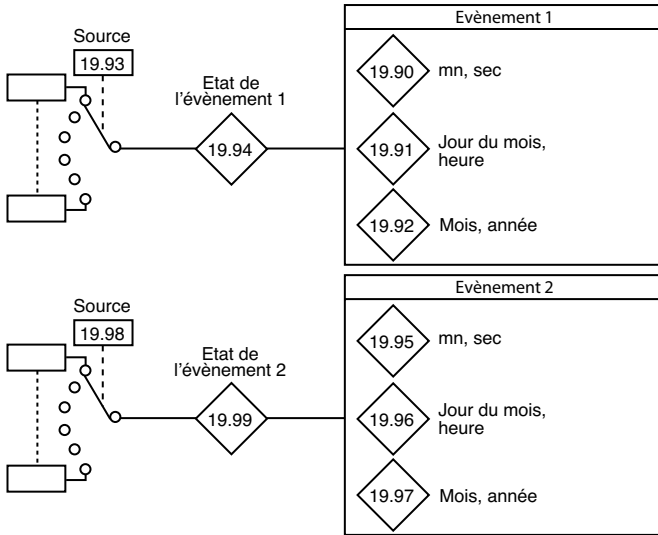 Evènement 1
Source
19.93
Etat de
l'évènement 1
19.94
19.90
mn, sec
19.91
Jour du mois,
heure
19.92
Mois, année
Evènement 2
Source
19.98
Etat de
l'évènement 2
19.99
19.95
mn, sec
19.96
Jour du mois,
heure
19.97
Mois, année